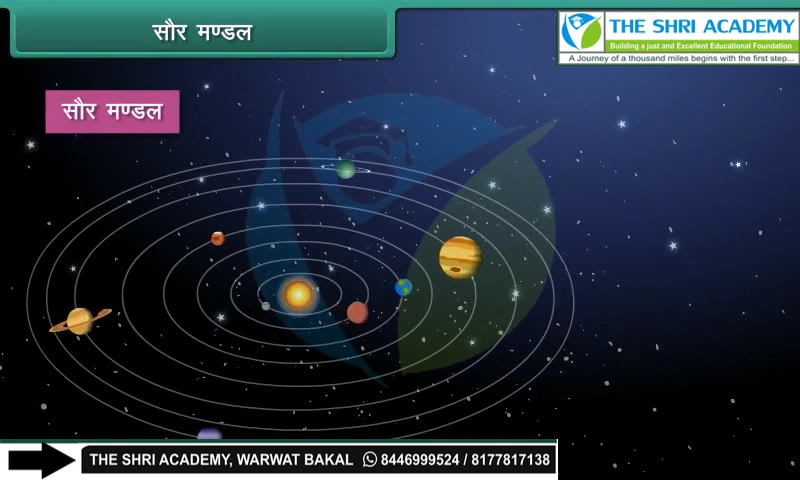 सौर मण्डल
THE SHRI ACADEMY
Building a just and Excellent Educational Foundation
A Journey of a thousand miles begins with the first step...
सौर मण्डल
THE SHRI ACADEMY, WARWAT BAKAL 8446999524 / 8177817138